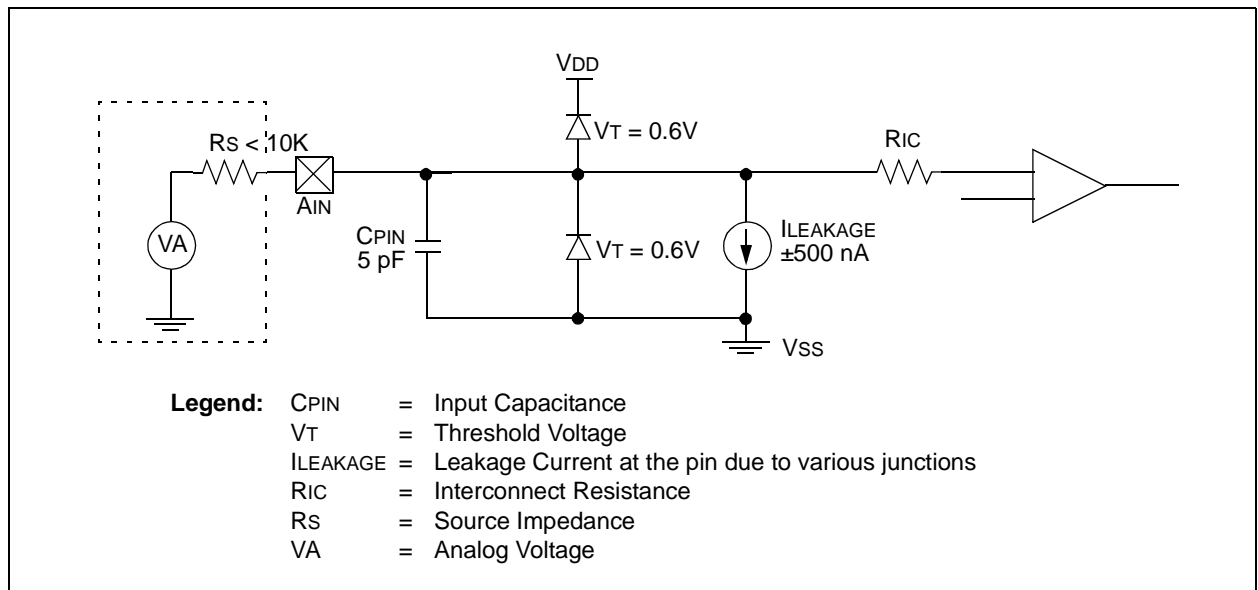 VDD
VT = 0.6V
RS < 10K
RIC
AIN
CPIN
5 pF
VA
VT = 0.6V
ILEAKAGE
±500 nA
VSS
Legend: CPIN = Input Capacitance
VT = Threshold Voltage
ILEAKAGE = Leakage Current at the pin due to various junctions
RIC = Interconnect Resistance
RS = Source Impedance
VA = Analog Voltage